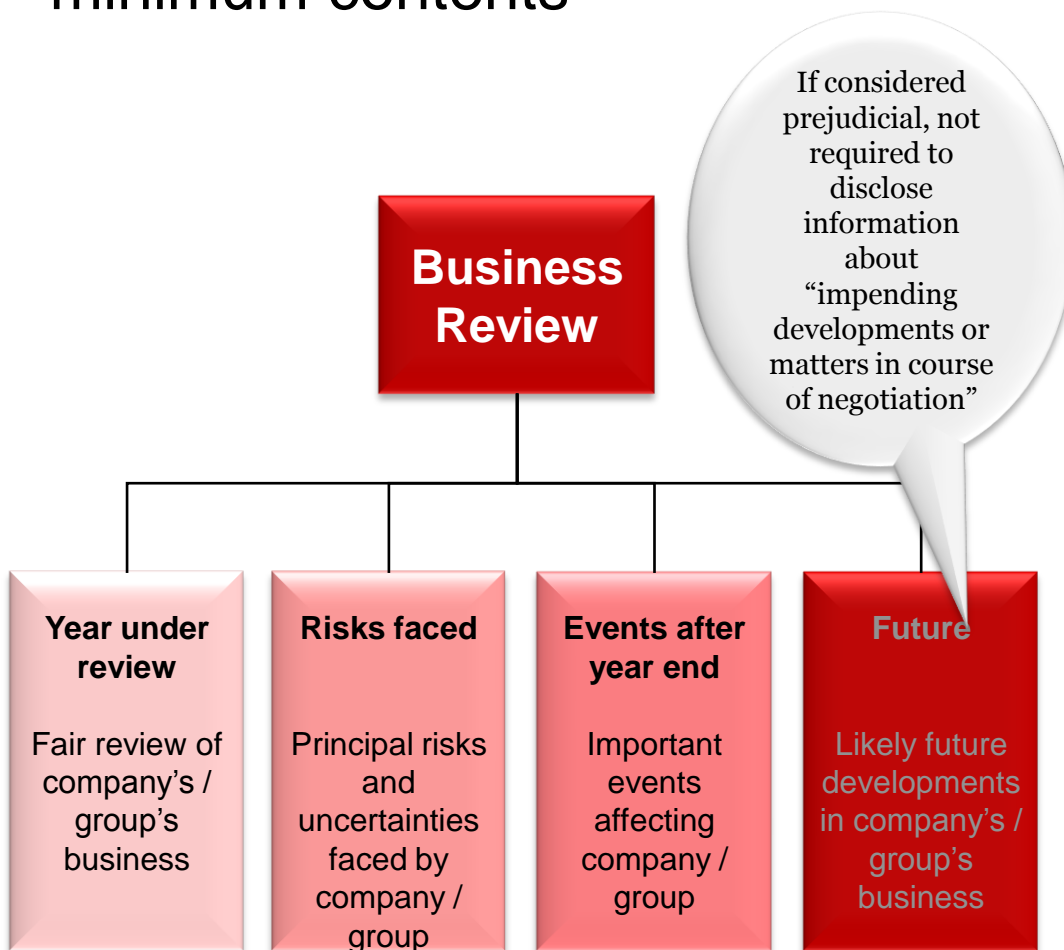 minimum contents
If considered
prejudicial, not
required to
disclose
information
about
“impending
developments or
matters in course
of negotiation”
Business
Review
Year under
review
Fair review of
company’s /
group’s
business
Risks faced
Principal risks
and
uncertainties
faced by
company /
group
Events after
year end
Important
events
affecting
company /
group
Future
Likely future
developments
in company’s /
group’s
business